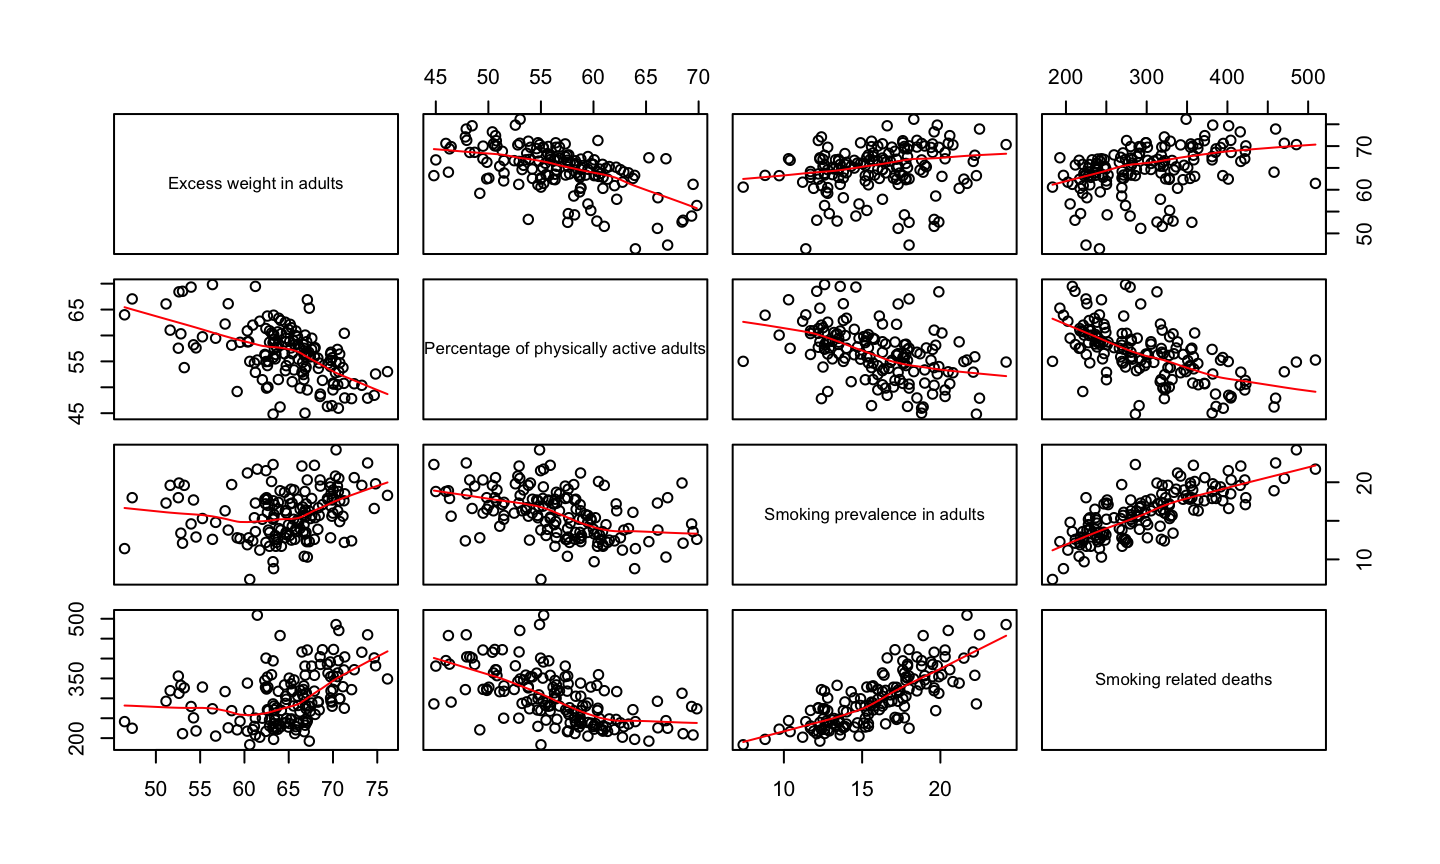 45 50 55 60 65 70
200 300 400 500
Excess weight in adults
50 60 70
45 55 65
Percentage of physically active adults
Smoking prevalence in adults
10 20
200 350 500
Smoking related deaths
50 55 60 65 70 75
10 15 20